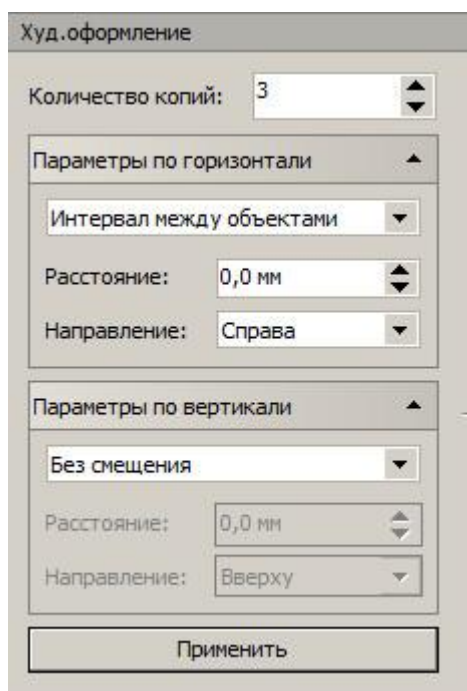 Худ.оформление
Количество копий: 3
Параметры по горизонтали
Интервал между объектами
Расстояние: 0,0 мм
Направление: Справа
Параметры по вертикали
Без смещения
Расстояние: 0,0 мм
Направление: Вверху
Применить